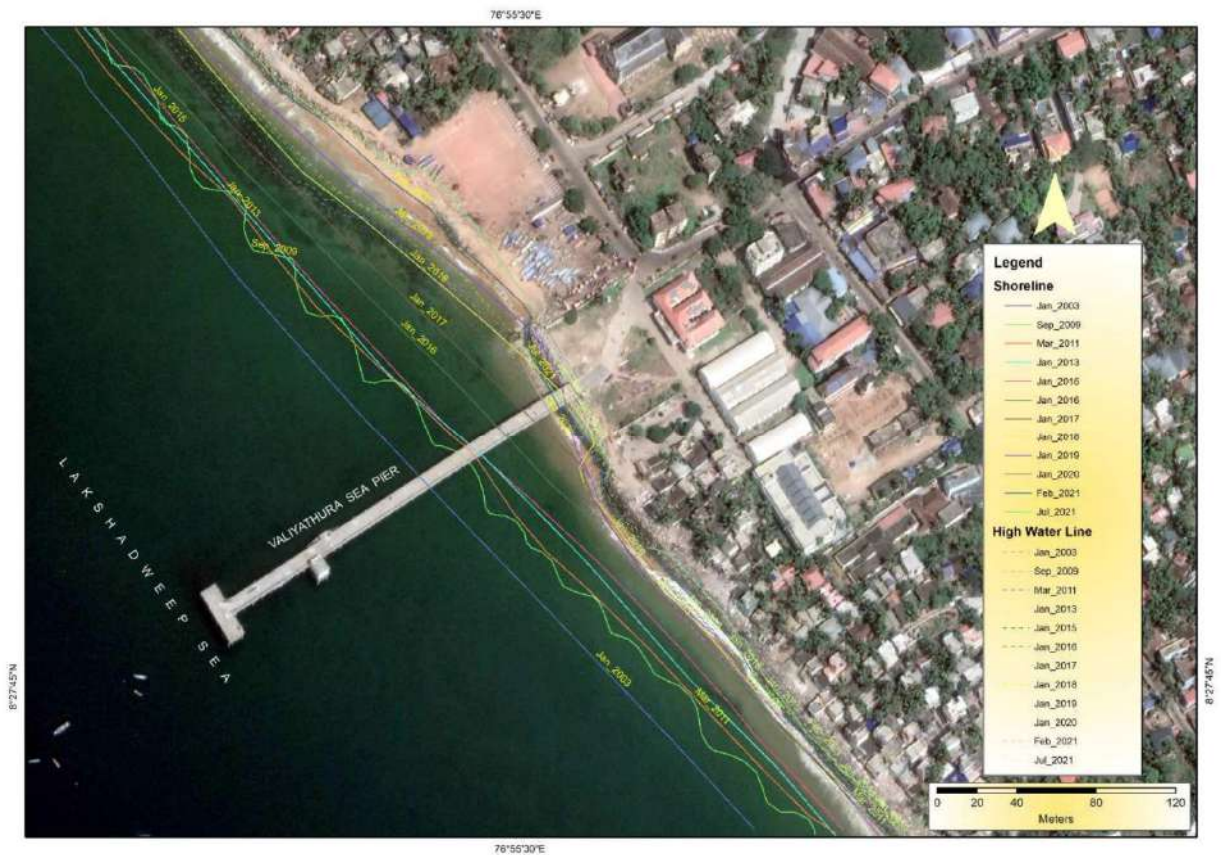 76°55'30"E
Jan_2015
Jan_2013
Sep_2009
Jan_2018
Jan_2017
Jan_2016
VALIYATHURA SEA PIER
LAKSHADWEEP SEA
Jan_2003
Mar_2011
8°27'45"N
8°27'45"N
Legend
Shoreline
Jan_2003
Sep_2009
Mar_2011
Jan_2013
Jan_2015
Jan_2016
Jan_2017
Jan_2018
Jan_2019
Jan_2020
Feb_2021
Jul_2021
High Water Line
Jan_2003
Sep_2009
Mar_2011
Jan_2013
Jan_2015
Jan_2016
Jan_2017
Jan_2018
Jan_2019
Jan_2020
Feb_2021
Jul_2021
0 20 40 80 120
Meters
76°55'30"E